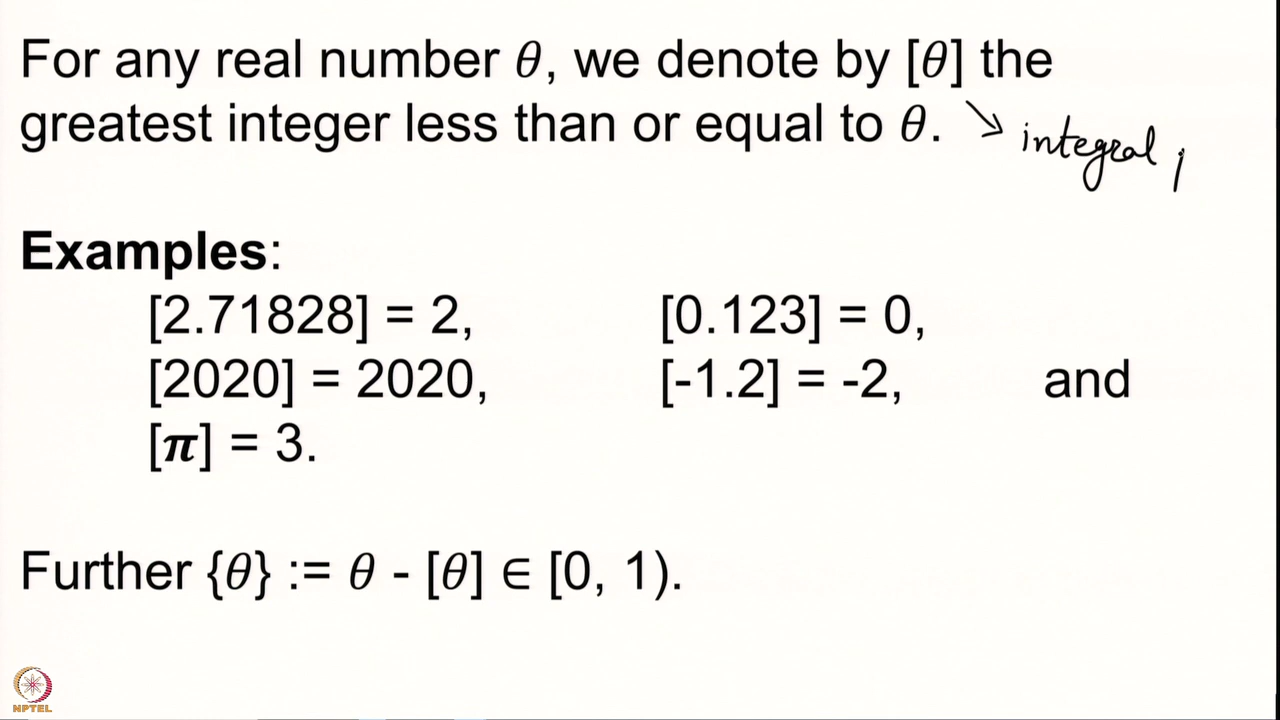 For any real number θ, we denote by [θ] the
greatest integer less than or equal to θ. ↘ integral p
Examples:
[2.71828] = 2, [0.123] = 0,
[2020] = 2020, [-1.2] = -2, and
[π] = 3.
Further {θ} := θ - [θ] ∈ [0, 1).
NPTEL